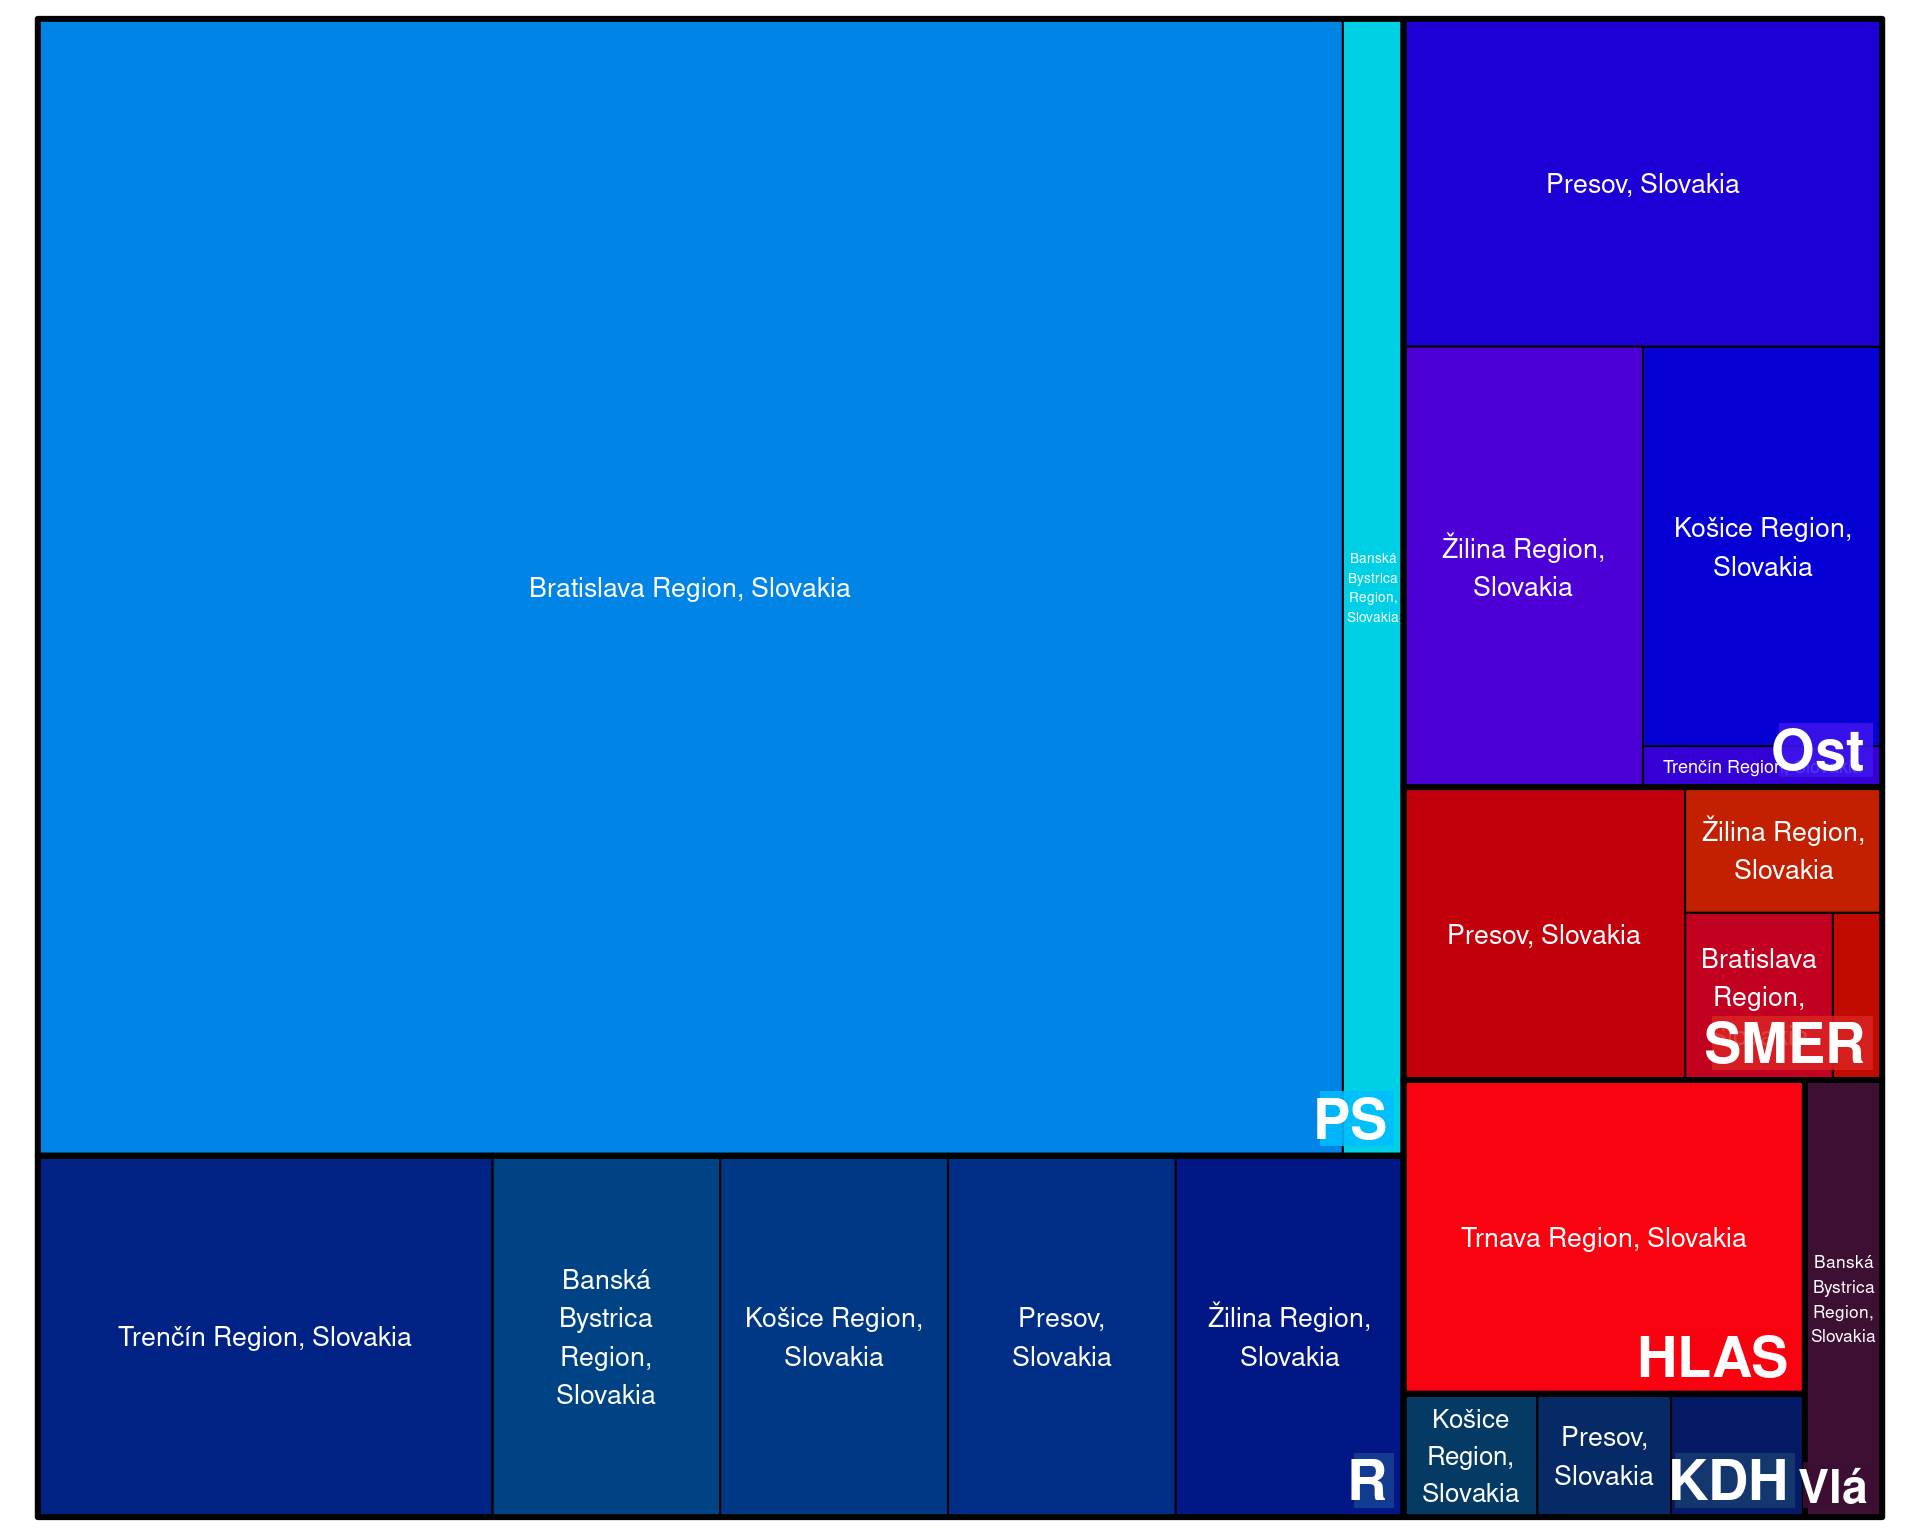 Bratislava Region, Slovakia
Banská
Bystrica
Region,
Slovakia
PS
Presov, Slovakia
Žilina Region,
Slovakia
Košice Region,
Slovakia
Trenčín Region
Ost
Presov, Slovakia
Žilina Region,
Slovakia
Bratislava
Region,
SMER
Trenčín Region, Slovakia
Banská
Bystrica
Region,
Slovakia
Košice Region,
Slovakia
Presov,
Slovakia
Žilina Region,
Slovakia
R
Trnava Region, Slovakia
HLAS
Košice
Region,
Slovakia
Presov,
Slovakia
KDH
Banská
Bystrica
Region,
Slovakia
Vlá